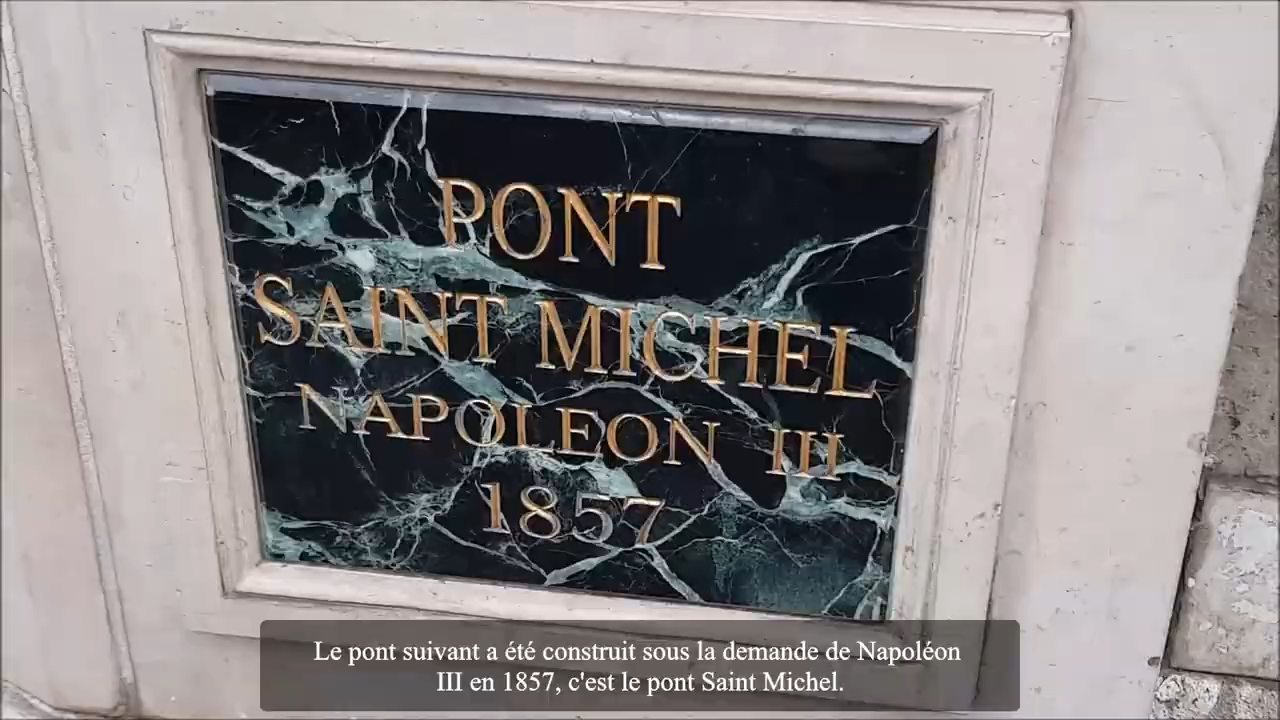 PONT
SAINT MICHEL
NAPOLEON III
1857
Le pont suivant a été construit sous la demande de Napoléon
III en 1857, c'est le pont Saint Michel.